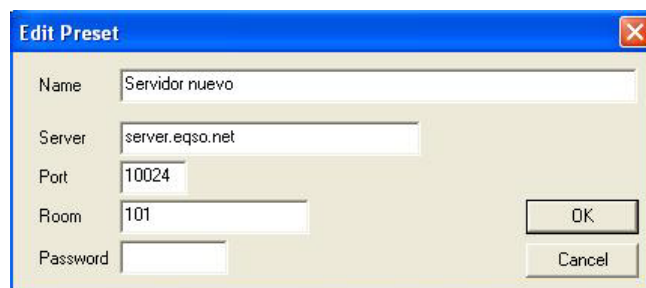 Edit Preset
Name Servidor nuevo
Server server.eqso.net
Port 10024
Room 101 OK
Password Cancel